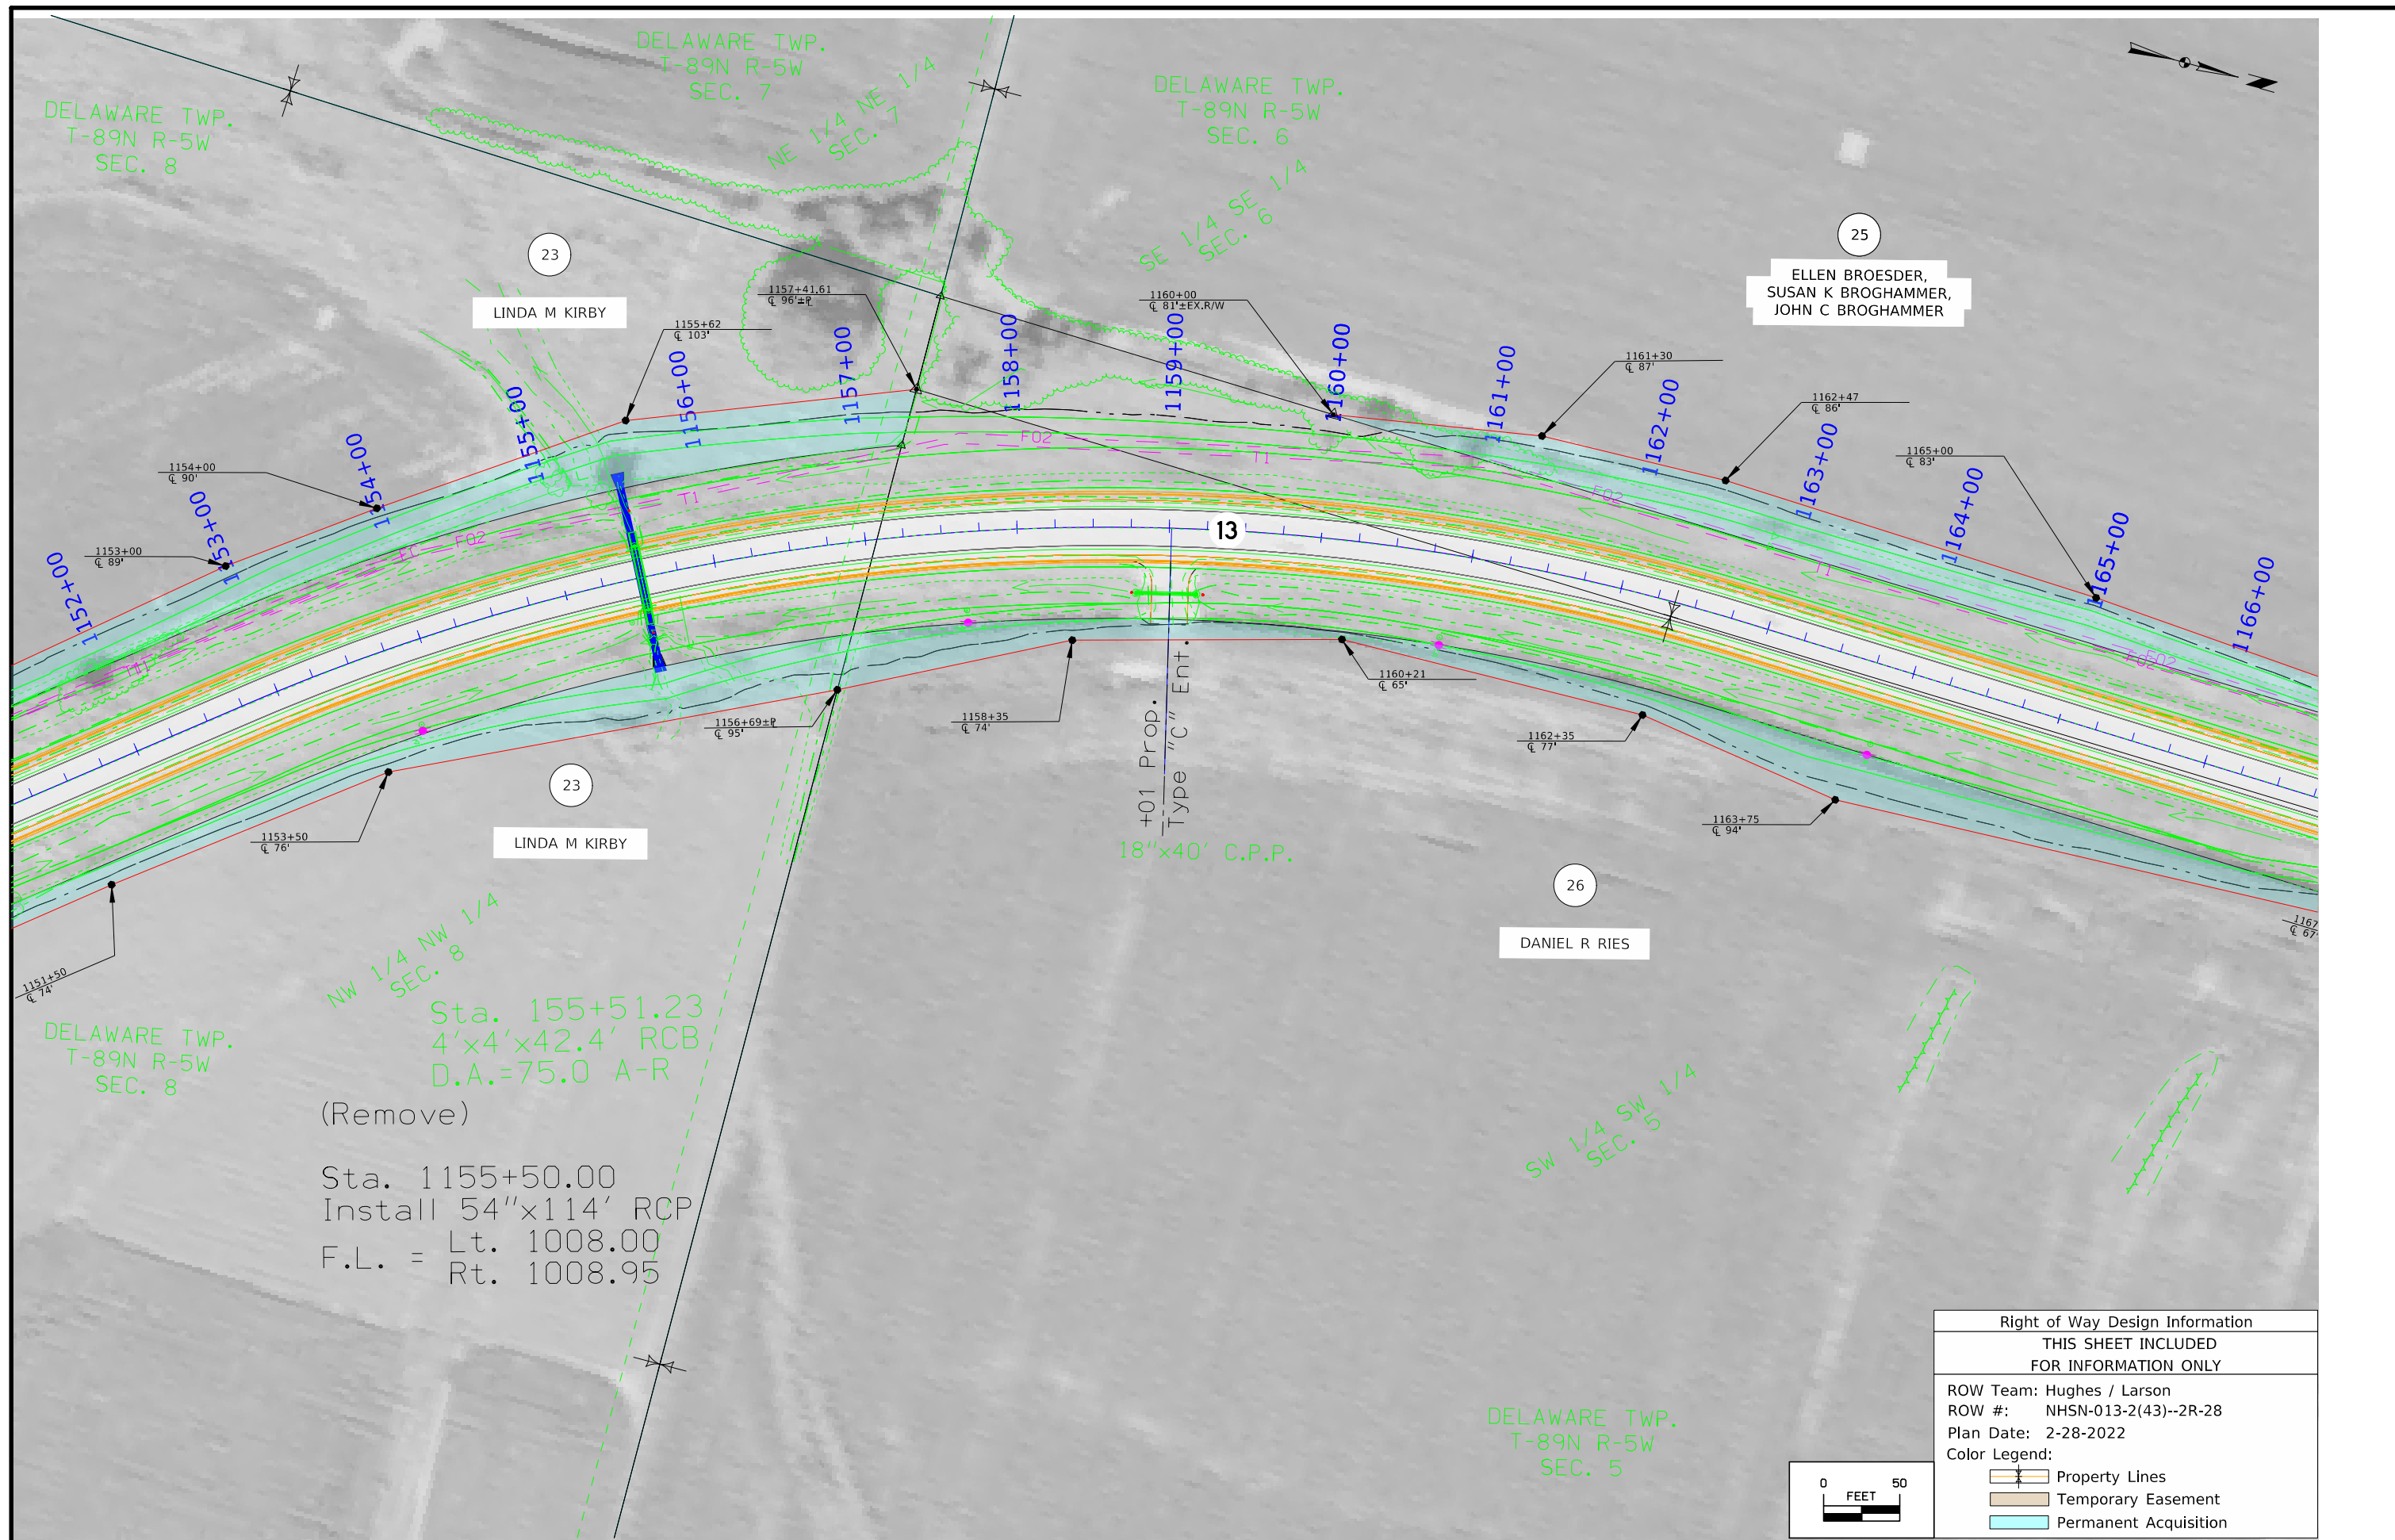 DELAWARE TWP.
T-89N R-5W
SEC. 7
NE 1/4 NE 1/4
SEC. 7
DELAWARE TWP.
T-89N R-5W
SEC. 8
DELAWARE TWP.
T-89N R-5W
SEC. 6
SE 1/4 SE 1/4
SEC. 6
23
LINDA M KIRBY
25
ELLEN BROESDER,
SUSAN K BROGHAMMER,
JOHN C BROGHAMMER
1157+41.61
℄ 96'±℄
1155+62
℄ 103'
1160+00
℄ 81'±EX.R/W
1161+30
℄ 87'
1162+47
℄ 86'
1165+00
℄ 83'
1154+00
℄ 90'
1153+00
℄ 89'
1152+00
1153+00
1154+00
1155+00
1156+00
1157+00
1158+00
1159+00
1160+00
1161+00
1162+00
1163+00
1164+00
1165+00
1166+00
FO2
T1
T1
FO2
FO2
T1
FO2
13
1156+69±℄
℄ 95'
1158+35
℄ 74'
1160+21
℄ 65'
1162+35
℄ 77'
1163+75
℄ 94'
1153+50
℄ 76'
1151+50
℄ 74'
1167
℄ 67'
+01 Prop.
Type "C" Ent.
18"x40' C.P.P.
23
LINDA M KIRBY
26
DANIEL R RIES
NW 1/4 NW 1/4
SEC. 8
DELAWARE TWP.
T-89N R-5W
SEC. 8
Sta. 155+51.23
4'x4'x42.4' RCB
D.A.=75.0 A-R
(Remove)
Sta. 1155+50.00
Install 54"x114' RCP
F.L. = Lt. 1008.00
Rt. 1008.95
SW 1/4 SW 1/4
SEC. 5
DELAWARE TWP.
T-89N R-5W
SEC. 5
0 50
FEET
Right of Way Design Information
THIS SHEET INCLUDED
FOR INFORMATION ONLY
ROW Team: Hughes / Larson
ROW #: NHSN-013-2(43)--2R-28
Plan Date: 2-28-2022
Color Legend:
Property Lines
Temporary Easement
Permanent Acquisition